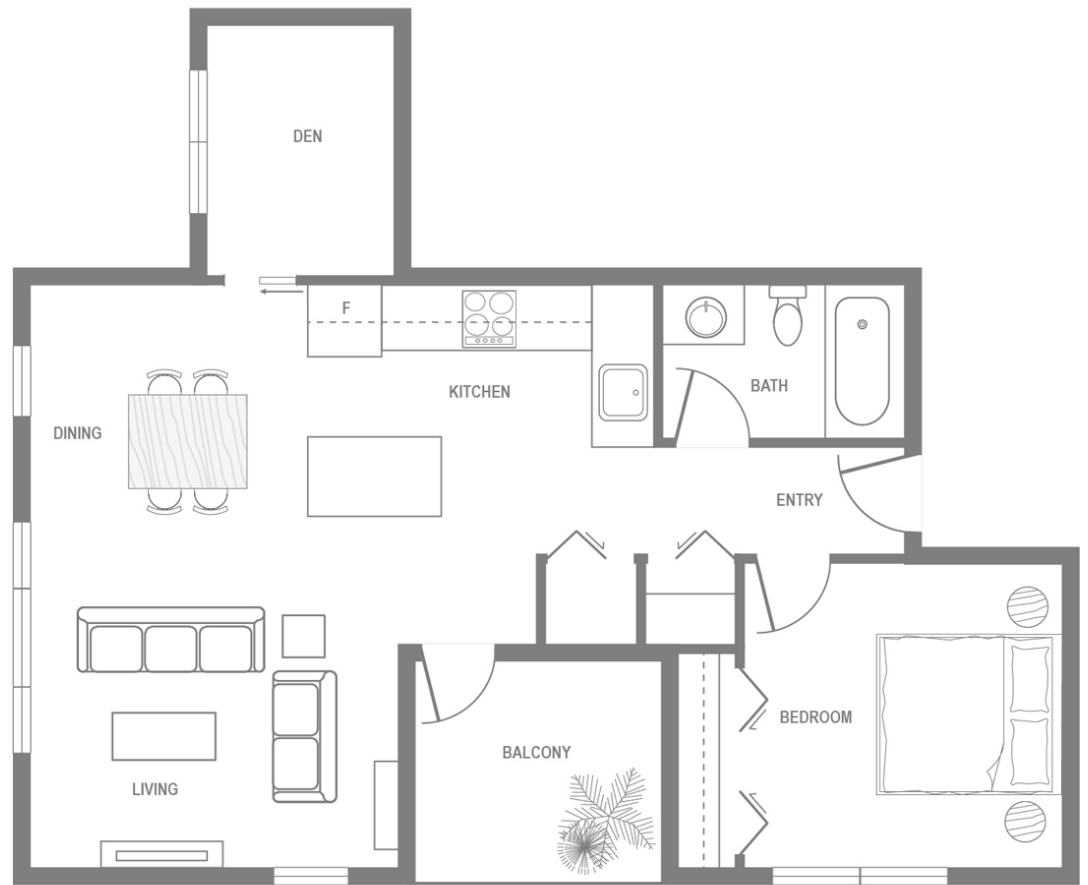 DEN
F
KITCHEN
BATH
DINING
ENTRY
BEDROOM
BALCONY
LIVING